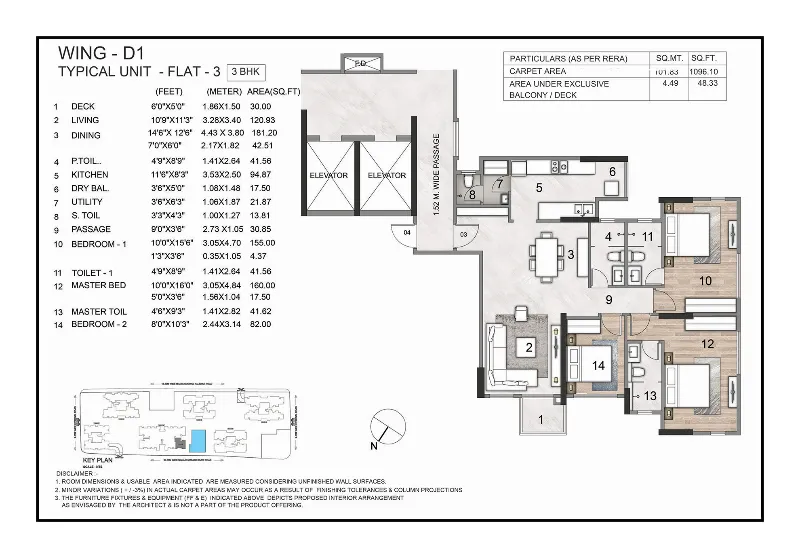 WING - D1
TYPICAL UNIT - FLAT - 3 3 BHK
(FEET) (METER) AREA(SQ.FT)
1 DECK 6'0"X5'0" 1.86X1.50 30.00
2 LIVING 10'9"X11'3" 3.28X3.40 120.93
3 DINING 14'6"X 12'6" 4.43 X 3.80 181.20
7'0"X6'0" 2.17X1.82 42.51
4 P.TOIL.. 4'9"X8'9" 1.41X2.64 41.56
5 KITCHEN 11'6"X8'3" 3.53X2.50 94.87
6 DRY BAL. 3'6"X5'0" 1.08X1.48 17.50
7 UTILITY 3'6"X6'3" 1.06X1.87 21.87
8 S. TOIL 3'3"X4'3" 1.00X1.27 13.81
9 PASSAGE 9'0"X3'6" 2.73 X1.05 30.85
10 BEDROOM - 1 10'0"X15'6" 3.05X4.70 155.00
1'3"X3'6" 0.35X1.05 4.37
11 TOILET - 1 4'9"X8'9" 1.41X2.64 41.56
12 MASTER BED 10'0"X16'0" 3.05X4.84 160.00
5'0"X3'6" 1.56X1.04 17.50
13 MASTER TOIL 4'6"X9'3" 1.41X2.82 41.62
14 BEDROOM - 2 8'0"X10'3" 2.44X3.14 82.00
PARTICULARS (AS PER RERA) SQ.MT. SQ.FT.
CARPET AREA 101.83 1096.10
AREA UNDER EXCLUSIVE 4.49 48.33
BALCONY / DECK
P.D
ELEVATOR
ELEVATOR
1.52 M. WIDE PASSAGE
04
03
8
7
5
6
3
4
11
10
9
2
14
12
13
1
N
KEY PLAN
DISCLAIMER :-
1. ROOM DIMENSIONS & USABLE AREA INDICATED ARE MEASURED CONSIDERING UNFINISHED WALL SURFACES.
2. MINOR VARIATIONS ( + / -3%) IN ACTUAL CARPET AREAS MAY OCCUR AS A RESULT OF FINISHING TOLERANCES & COLUMN PROJECTIONS
3. THE FURNITURE FIXTURES & EQUIPMENT (FF & E) INDICATED ABOVE DEPICTS PROPOSED INTERIOR ARRANGEMENT
AS ENVISAGED BY THE ARCHITECT & IS NOT A PART OF THE PRODUCT OFFERING.